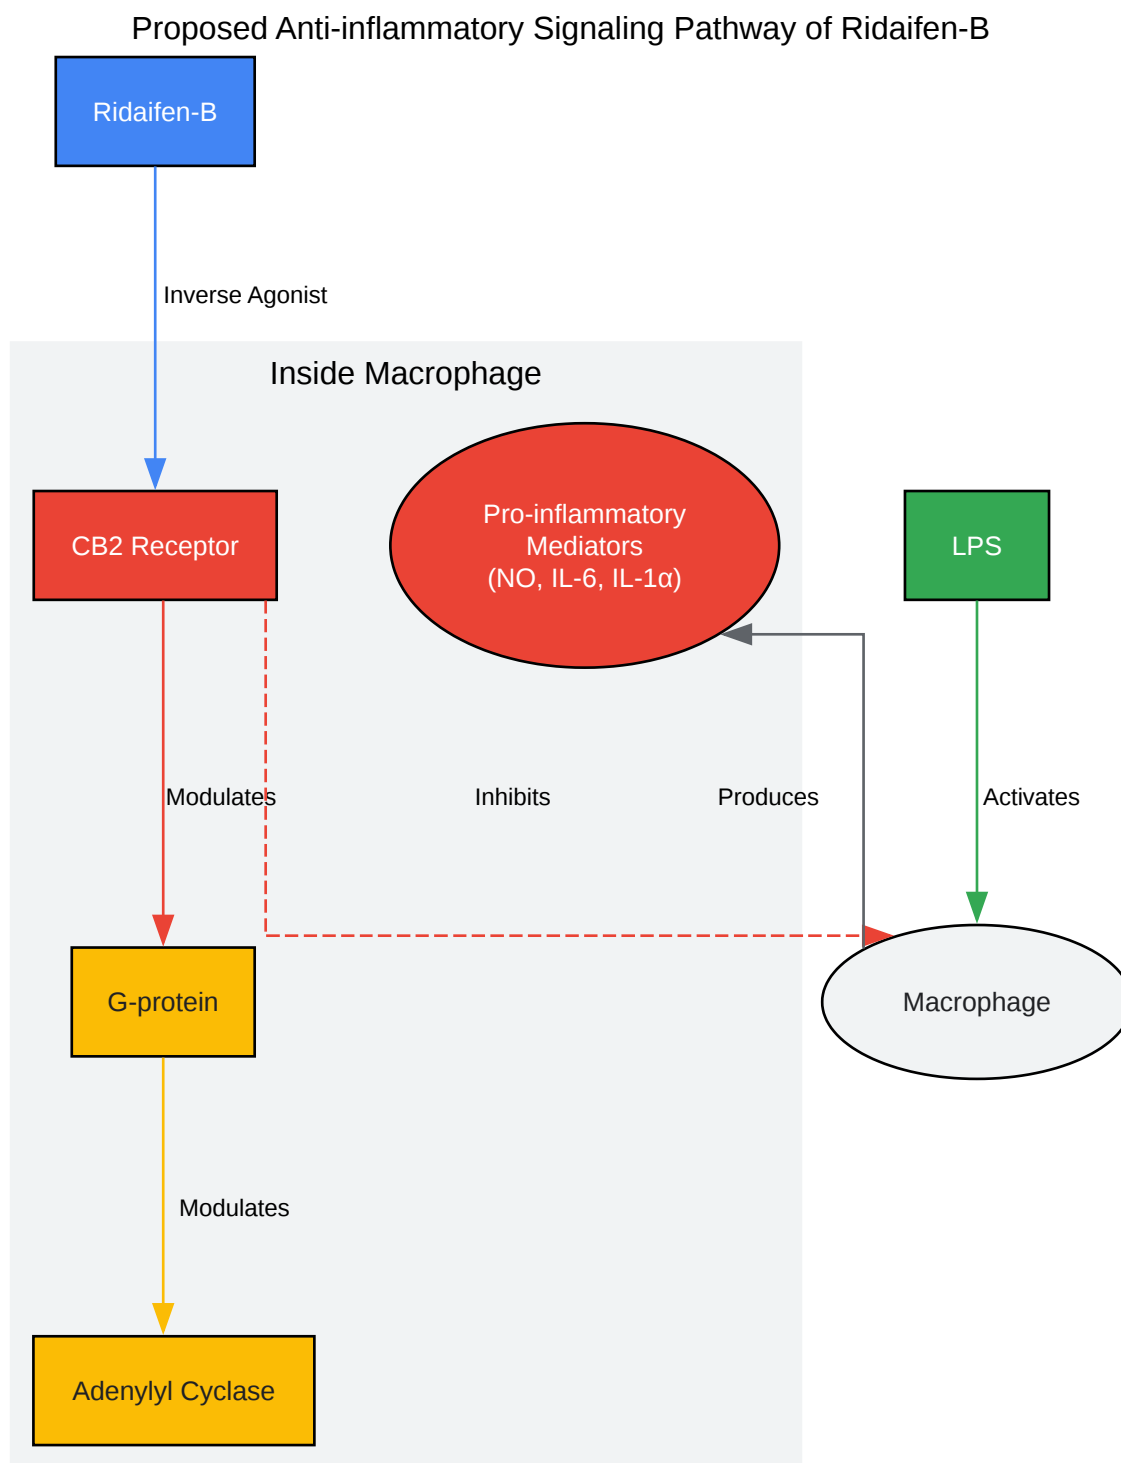 Proposed Anti-inflammatory Signaling Pathway of Ridaifen-B
Ridaifen-B
Inverse Agonist
Inside Macrophage
CB2 Receptor
Pro-inflammatory
Mediators
(NO, IL-6, IL-1α)
LPS
Modulates
Inhibits
Produces
Activates
G-protein
Macrophage
Modulates
Adenylyl Cyclase